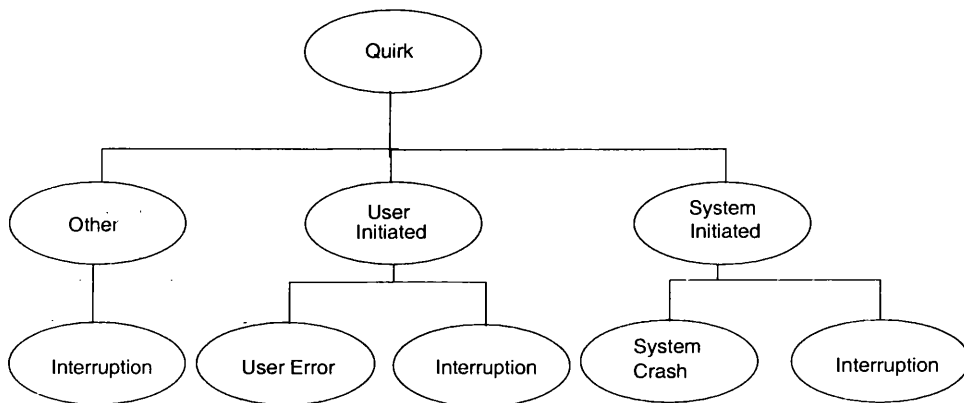 Quirk
Other
User
Initiated
System
Initiated
Interruption
User Error
Interruption
System
Crash
Interruption